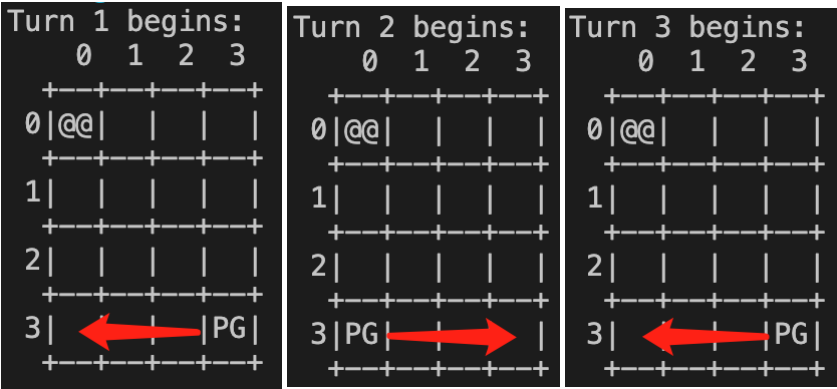 Turn 1 begins:
0 1 2 3
+--+--+--+--+
0|@@|  |  |  |
+--+--+--+--+
1|  |  |  |  |
+--+--+--+--+
2|  |  |  |  |
+--+--+--+--+
3|  |  |  |PG|
+--+--+--+--+
Turn 2 begins:
0 1 2 3
+--+--+--+--+
0|@@|  |  |  |
+--+--+--+--+
1|  |  |  |  |
+--+--+--+--+
2|  |  |  |  |
+--+--+--+--+
3|PG|  |  |  |
+--+--+--+--+
Turn 3 begins:
0 1 2 3
+--+--+--+--+
0|@@|  |  |  |
+--+--+--+--+
1|  |  |  |  |
+--+--+--+--+
2|  |  |  |  |
+--+--+--+--+
3|  |  |  |PG|
+--+--+--+--+